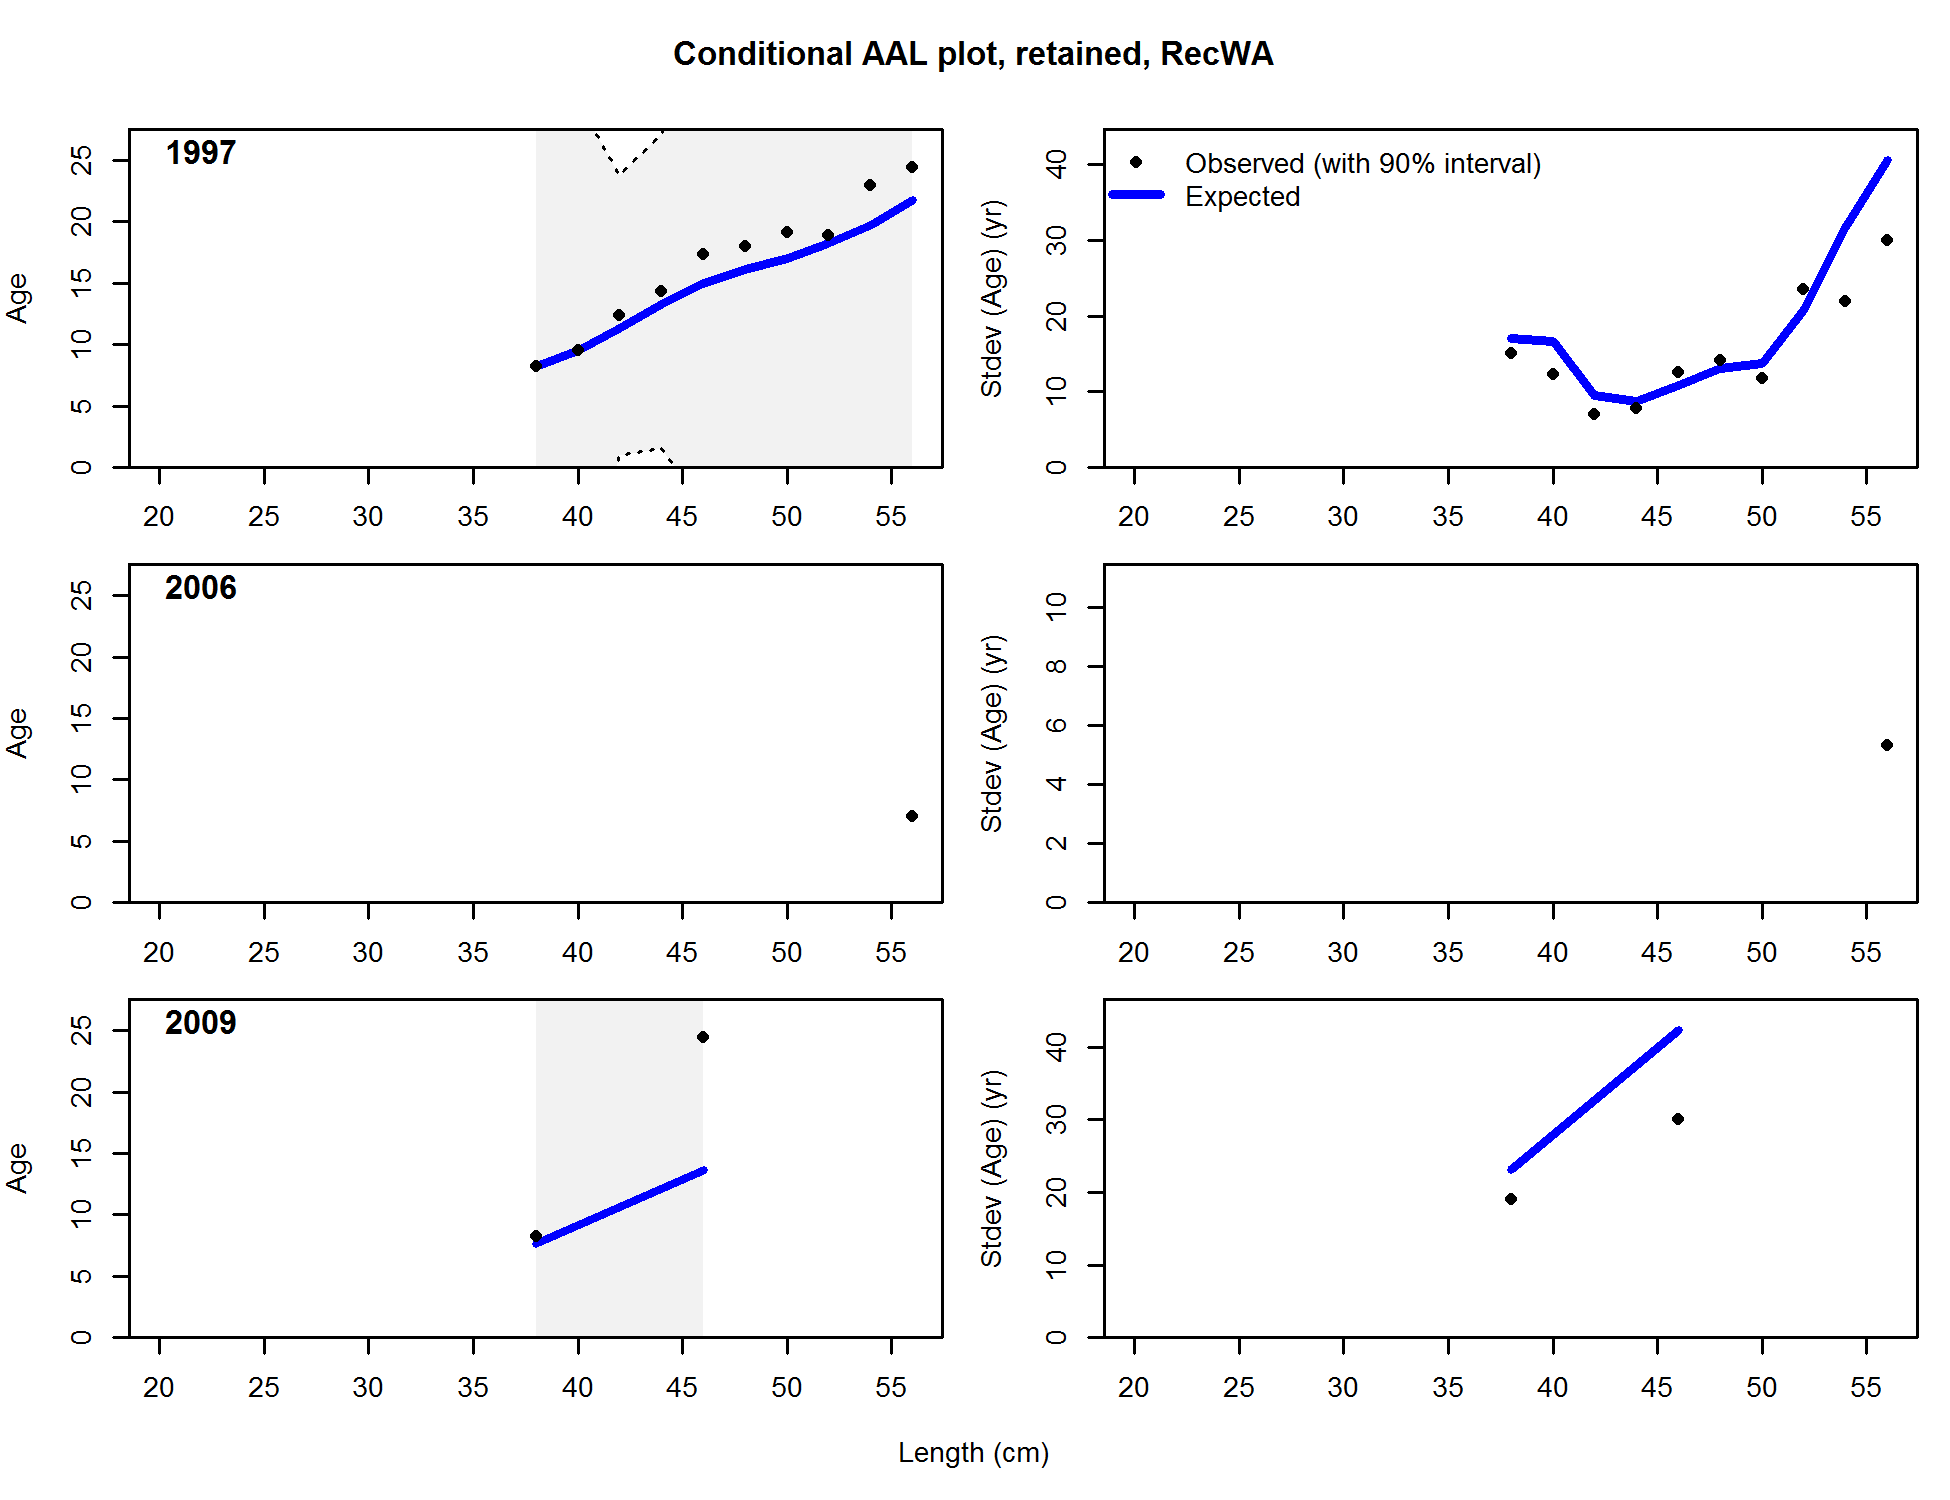 Conditional AAL plot, retained, RecWA
1997
Age
0 5 10 15 20 25
20 25 30 35 40 45 50 55
Observed (with 90% interval)
Expected
Stdev (Age) (yr)
0 10 20 30 40
20 25 30 35 40 45 50 55
2006
Age
0 5 10 15 20 25
20 25 30 35 40 45 50 55
Stdev (Age) (yr)
0 2 4 6 8 10
20 25 30 35 40 45 50 55
2009
Age
0 5 10 15 20 25
20 25 30 35 40 45 50 55
Stdev (Age) (yr)
0 10 20 30 40
20 25 30 35 40 45 50 55
Length (cm)